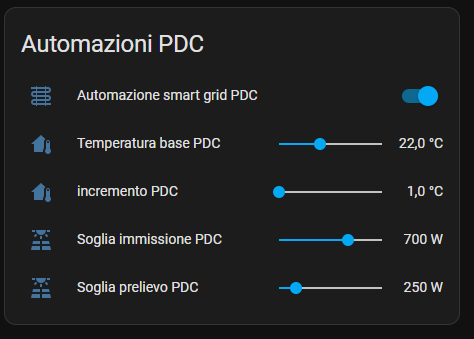 Automazioni PDC
Automazione smart grid PDC
Temperatura base PDC 22,0 °C
incremento PDC 1,0 °C
Soglia immissione PDC 700 W
Soglia prelievo PDC 250 W